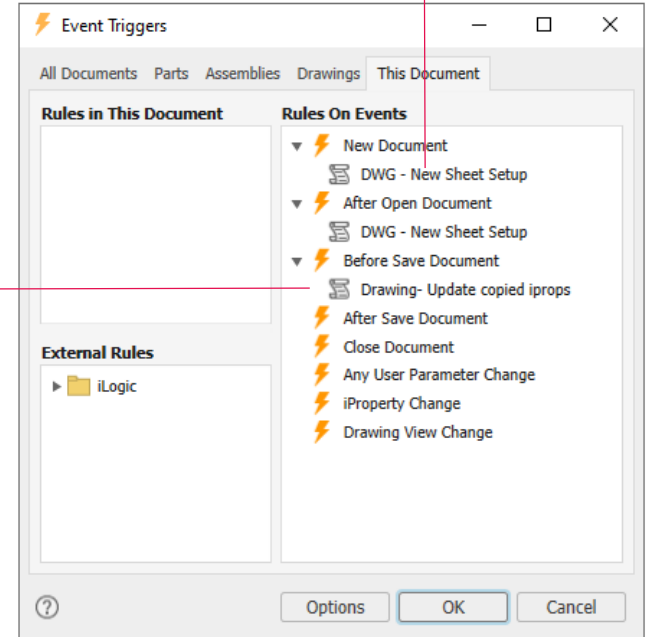 Event Triggers
All Documents Parts Assemblies Drawings This Document
Rules in This Document
Rules On Events
New Document
DWG - New Sheet Setup
After Open Document
DWG - New Sheet Setup
Before Save Document
Drawing- Update copied iprops
After Save Document
Close Document
Any User Parameter Change
iProperty Change
Drawing View Change
External Rules
iLogic
? Options OK Cancel